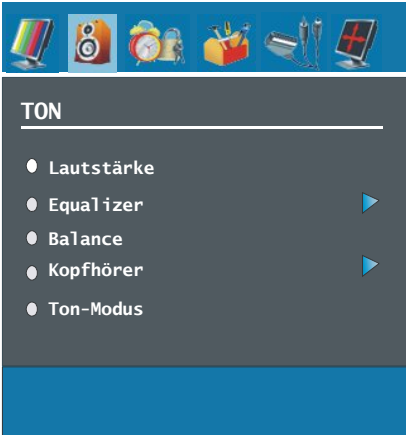 TON
Lautstärke
Equalizer
Balance
Kopfhörer
Ton-Modus